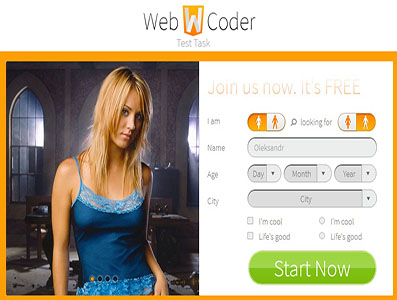 Web W Coder
Test Task
Join us now. It's FREE
I am looking for
Name Oleksandr
Age Day Month Year
City City
I'm cool I'm cool
Life's good Life's good
Start Now